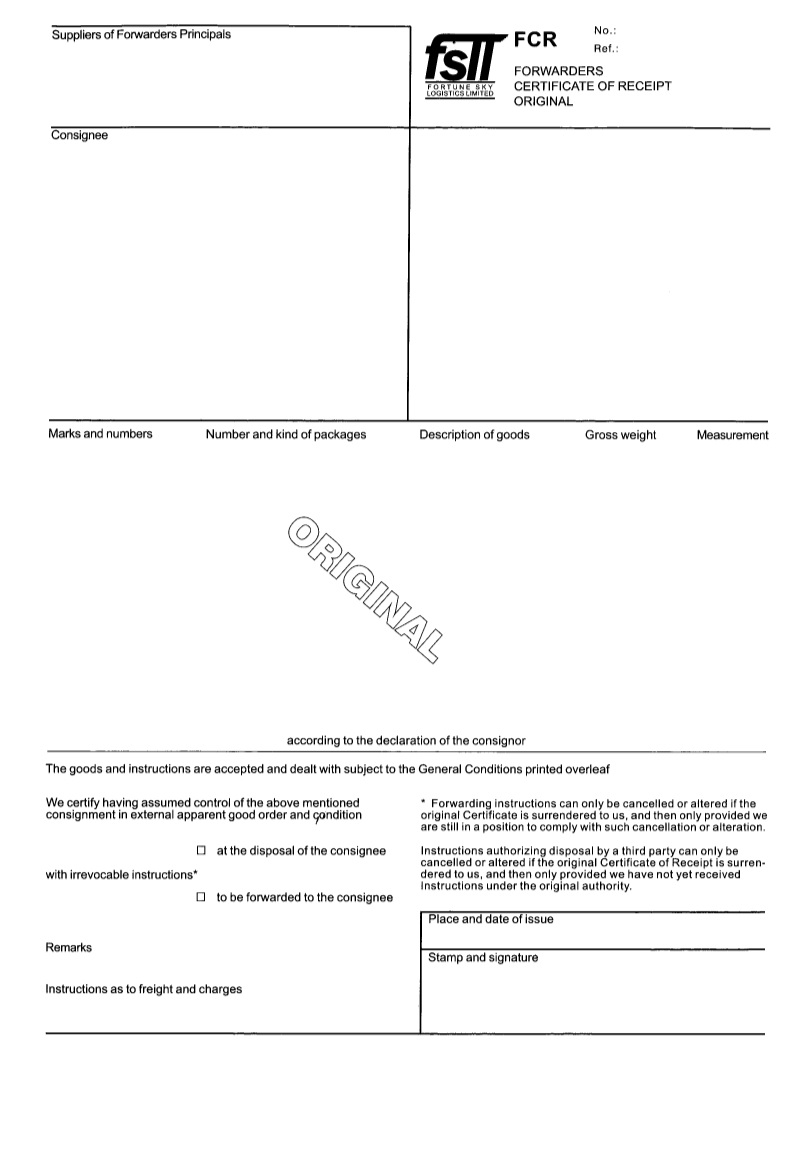 Suppliers of Forwarders Principals
fsll
FORTUNE SKY
LOGISTICS LIMITED
FCR
No.:
Ref.:
FORWARDERS
CERTIFICATE OF RECEIPT
ORIGINAL
Consignee
Marks and numbers Number and kind of packages Description of goods Gross weight Measurement
ORIGINAL
according to the declaration of the consignor
The goods and instructions are accepted and dealt with subject to the General Conditions printed overleaf
We certify having assumed control of the above mentioned
consignment in external apparent good order and condition
☐ at the disposal of the consignee
with irrevocable instructions*
☐ to be forwarded to the consignee
Remarks
Instructions as to freight and charges
* Forwarding instructions can only be cancelled or altered if the
original Certificate is surrendered to us, and then only provided we
are still in a position to comply with such cancellation or alteration.
Instructions authorizing disposal by a third party can only be
cancelled or altered if the original Certificate of Receipt is surren-
dered to us, and then only provided we have not yet received
Instructions under the original authority.
Place and date of issue
Stamp and signature